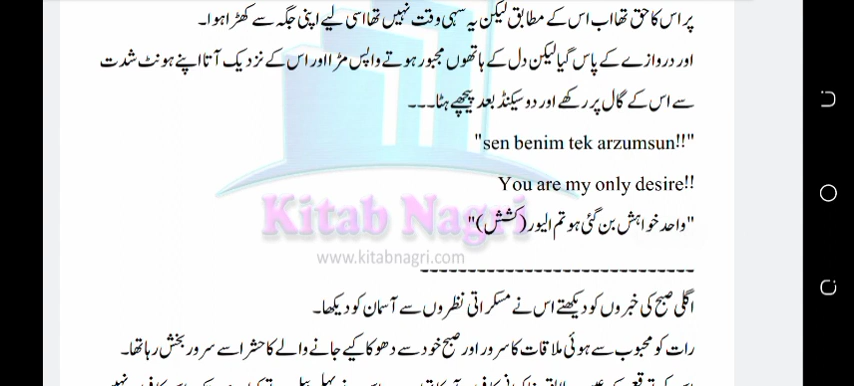 پر اس کا حق تھا اب اس کے مطابق لیکن یہ سہی وقت نہیں تھا اسی لیے اپنی جگہ سے کھڑا ہوا۔
اور دروازے کے پاس گیا لیکن دل کے ہاتھوں مجبور ہوتے واپس مڑا اور اس کے نزدیک آتا اپنے ہونٹ شدت
سے اس کے گال پر رکھے اور دو سیکنڈ بعد پیچھے ہٹا۔۔۔
"sen benim tek arzumsun!!"
You are my only desire!!
"واحد خواہش بن گئی ہو تم الیور (کشش)"
Kitab Nagri
www.kitabnagri.com
------------------------------
اگلی صبح کی خبروں کو دیکھتے اس نے مسکراتی نظروں سے آسمان کو دیکھا۔
رات کو محبوب سے ہوئی ملاقات کا سرور اور صبح خود سے دھوکا کیے جانے والے کا حشر اسے سرور بخش رہا تھا۔